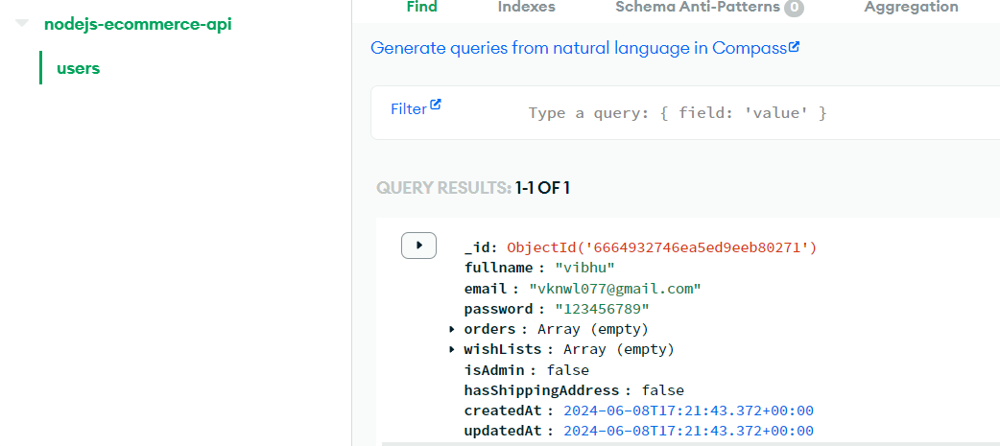 nodejs-ecommerce-api
users
Find Indexes Schema Anti-Patterns 0 Aggregation
Generate queries from natural language in Compass
Filter Type a query: { field: 'value' }
QUERY RESULTS: 1-1 OF 1
_id: ObjectId('6664932746ea5ed9eeb80271')
fullname : "vibhu"
email : "vknwl077@gmail.com"
password : "123456789"
orders : Array (empty)
wishLists : Array (empty)
isAdmin : false
hasShippingAddress : false
createdAt : 2024-06-08T17:21:43.372+00:00
updatedAt : 2024-06-08T17:21:43.372+00:00